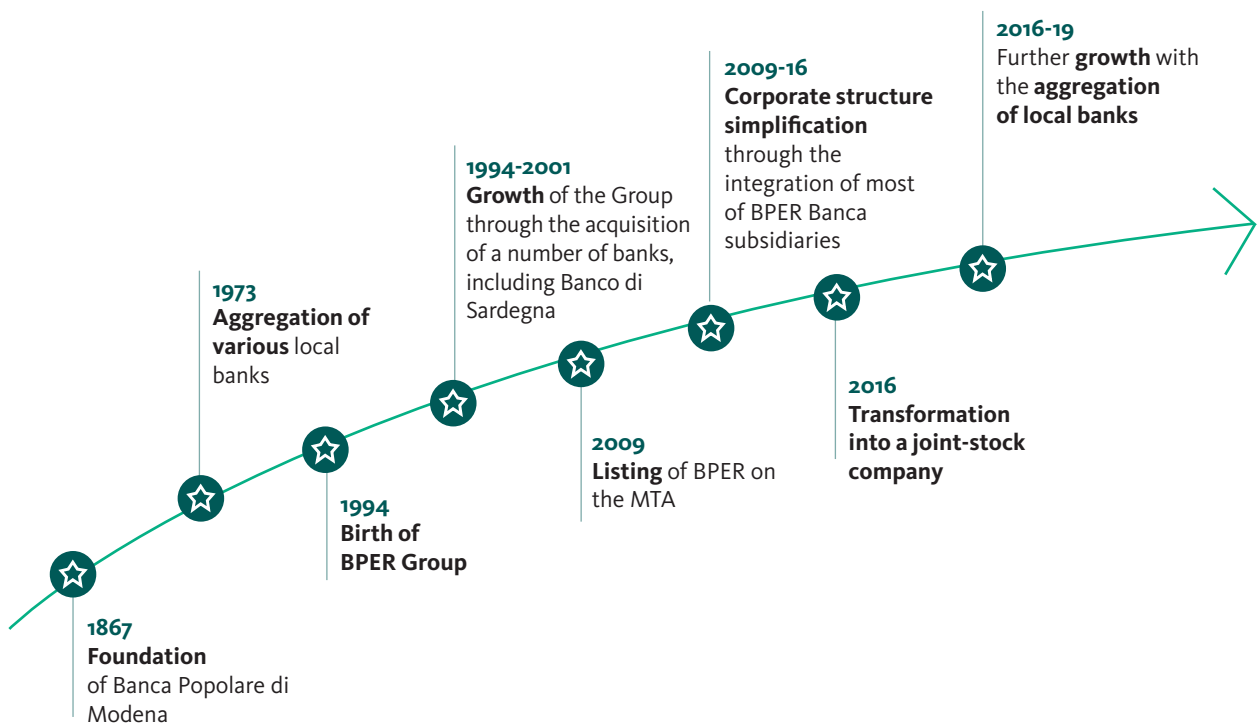 1867
Foundation
of Banca Popolare di
Modena
1973
Aggregation of
various local
banks
1994
Birth of
BPER Group
1994-2001
Growth of the Group
through the acquisition
of a number of banks,
including Banco di
Sardegna
2009
Listing of BPER on
the MTA
2009-16
Corporate structure
simplification
through the
integration of most
of BPER Banca
subsidiaries
2016
Transformation
into a joint-stock
company
2016-19
Further growth with
the aggregation
of local banks